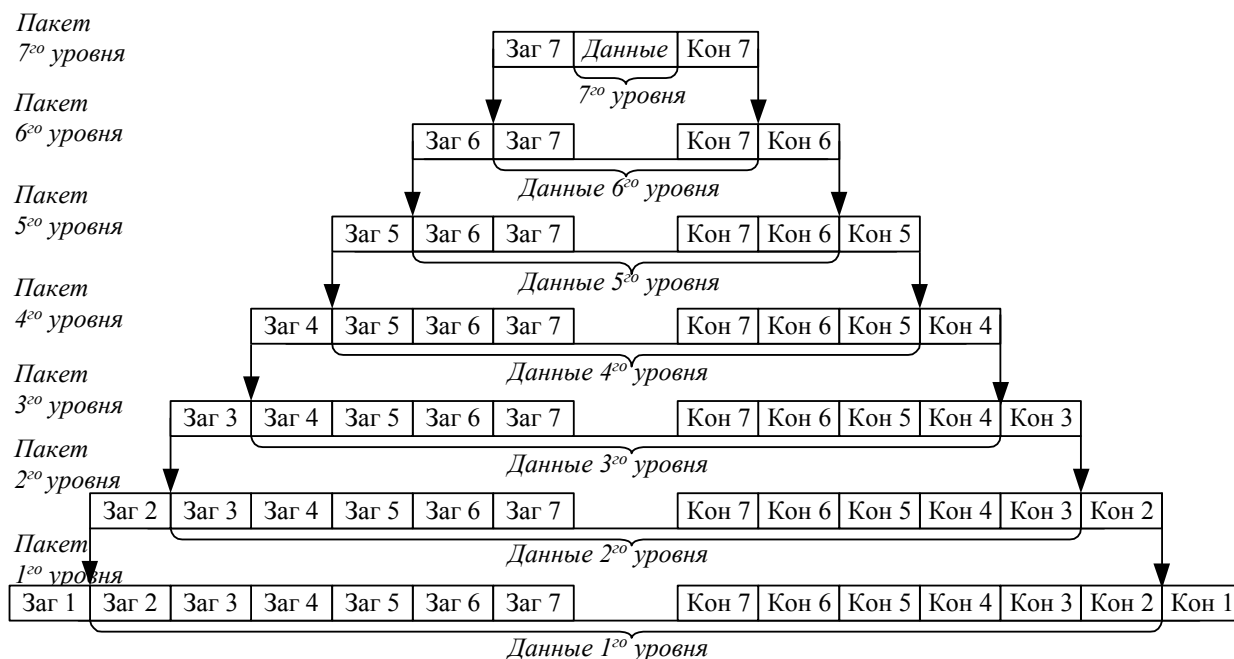 Пакет
7го уровня
Заг 7 Данные Кон 7
7го уровня
Пакет
6го уровня
Заг 6 Заг 7 Кон 7 Кон 6
Данные 6го уровня
Пакет
5го уровня
Заг 5 Заг 6 Заг 7 Кон 7 Кон 6 Кон 5
Данные 5го уровня
Пакет
4го уровня
Заг 4 Заг 5 Заг 6 Заг 7 Кон 7 Кон 6 Кон 5 Кон 4
Данные 4го уровня
Пакет
3го уровня
Заг 3 Заг 4 Заг 5 Заг 6 Заг 7 Кон 7 Кон 6 Кон 5 Кон 4 Кон 3
Данные 3го уровня
Пакет
2го уровня
Заг 2 Заг 3 Заг 4 Заг 5 Заг 6 Заг 7 Кон 7 Кон 6 Кон 5 Кон 4 Кон 3 Кон 2
Данные 2го уровня
Пакет
1го уровня
Заг 1 Заг 2 Заг 3 Заг 4 Заг 5 Заг 6 Заг 7 Кон 7 Кон 6 Кон 5 Кон 4 Кон 3 Кон 2 Кон 1
Данные 1го уровня